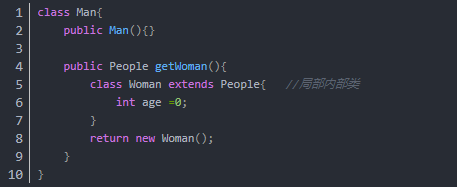 1 class Man{
2     public Man(){}
3
4     public People getWoman(){
5         class Woman extends People{   //局部内部类
6             int age =0;
7         }
8         return new Woman();
9     }
10 }